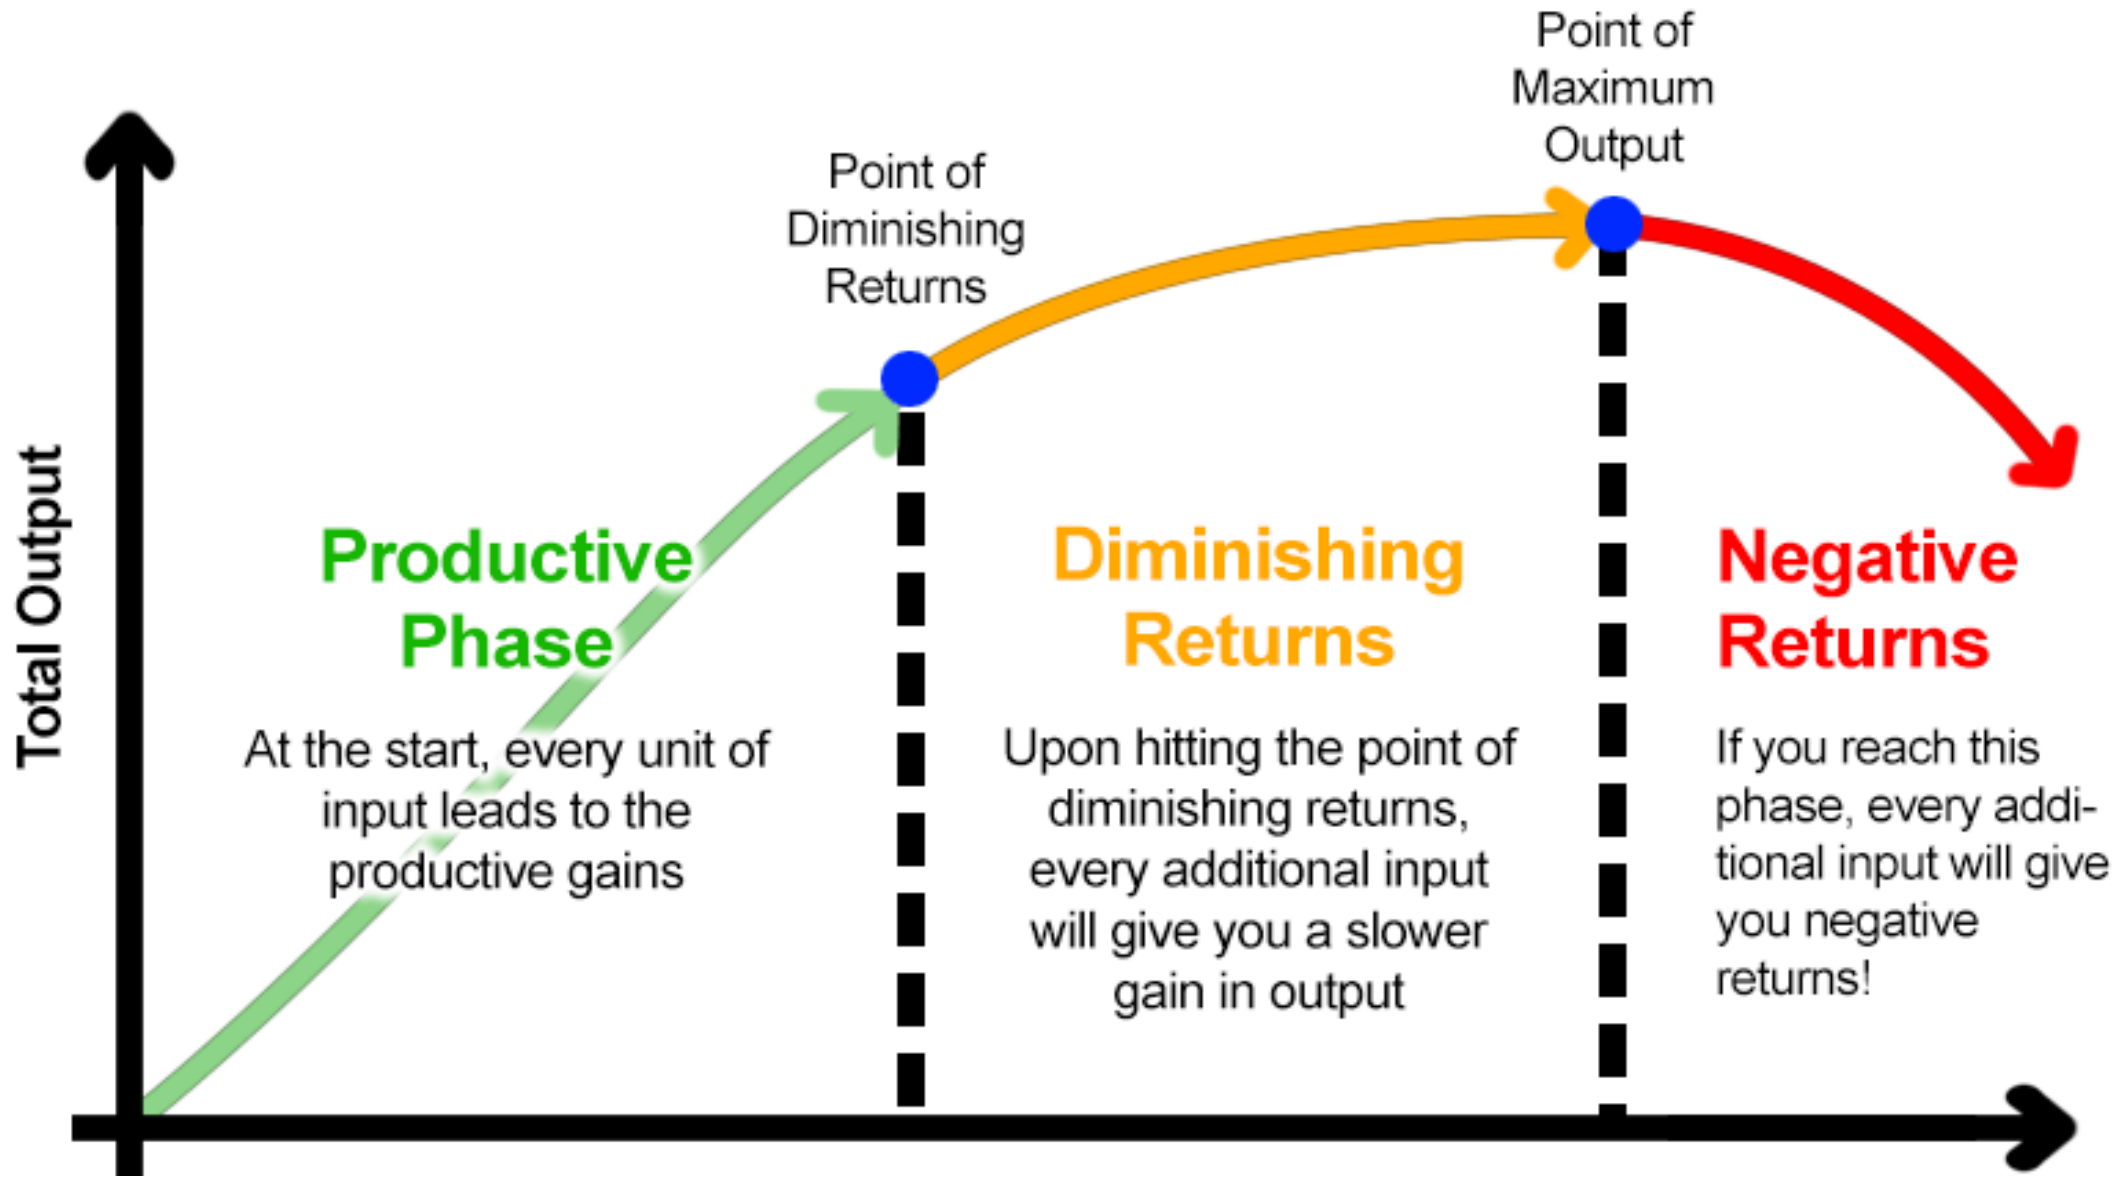 Point of
Maximum
Output
Point of
Diminishing
Returns
Total Output
Productive
Phase
At the start, every unit of
input leads to the
productive gains
Diminishing
Returns
Upon hitting the point of
diminishing returns,
every additional input
will give you a slower
gain in output
Negative
Returns
If you reach this
phase, every addi-
tional input will give
you negative
returns!